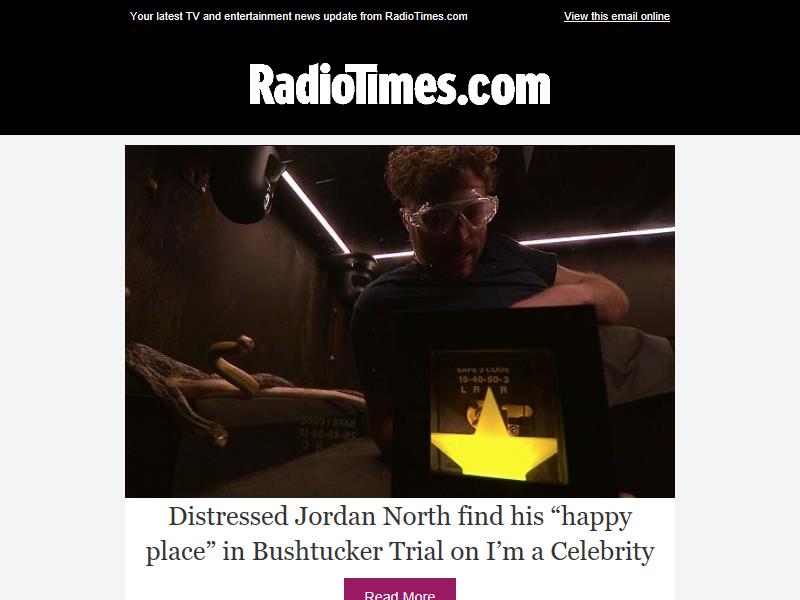 Your latest TV and entertainment news update from RadioTimes.com
View this email online
RadioTimes.com
SAFE 3 CODE
15-40-50-3
L R R
Distressed Jordan North find his “happy
place” in Bushtucker Trial on I’m a Celebrity
Read More